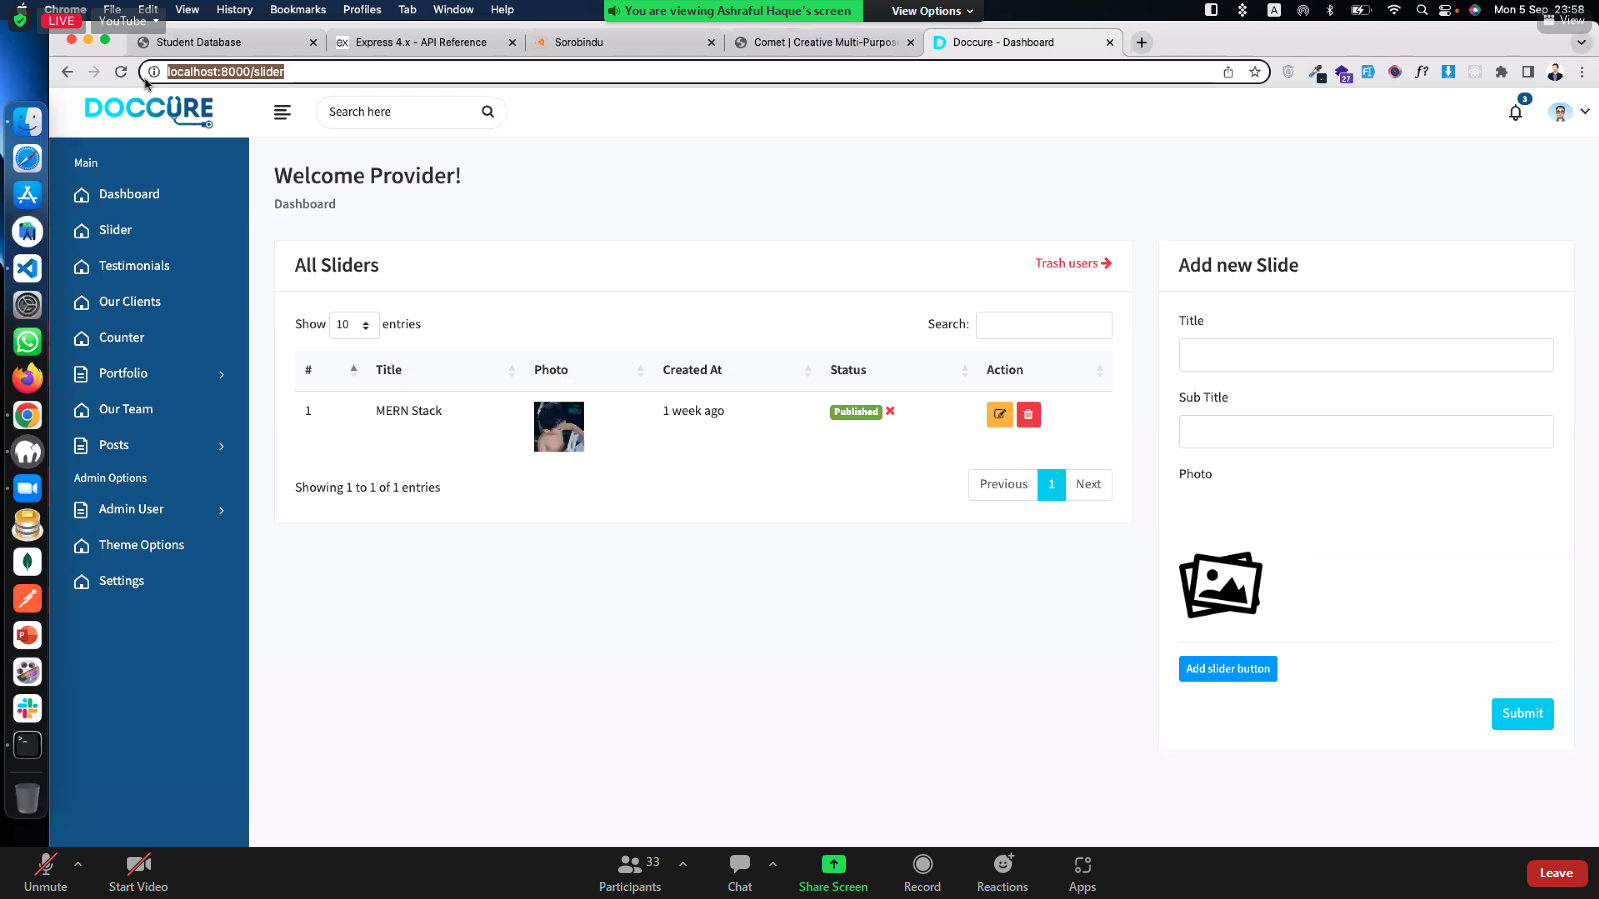 Chrome File Edit View History Bookmarks Profiles Tab Window Help
You are viewing Ashraful Haque's screen
View Options
Mon 5 Sep 23:58
LIVE
YouTube
View
Student Database
Express 4.x - API Reference
Sorobindu
Comet | Creative Multi-Purpos
Doccure - Dashboard
localhost:8000/slider
27
DOCCURE
Search here
3
Main
Dashboard
Slider
Testimonials
Our Clients
Counter
Portfolio
Our Team
Posts
Admin Options
Admin User
Theme Options
Settings
Welcome Provider!
Dashboard
All Sliders
Trash users
Show 10 entries
Search:
# Title Photo Created At Status Action
1 MERN Stack 1 week ago Published
Showing 1 to 1 of 1 entries
Previous 1 Next
Add new Slide
Title
Sub Title
Photo
Add slider button
Submit
Unmute
Start Video
Participants 33
Chat
Share Screen
Record
Reactions
Apps
Leave